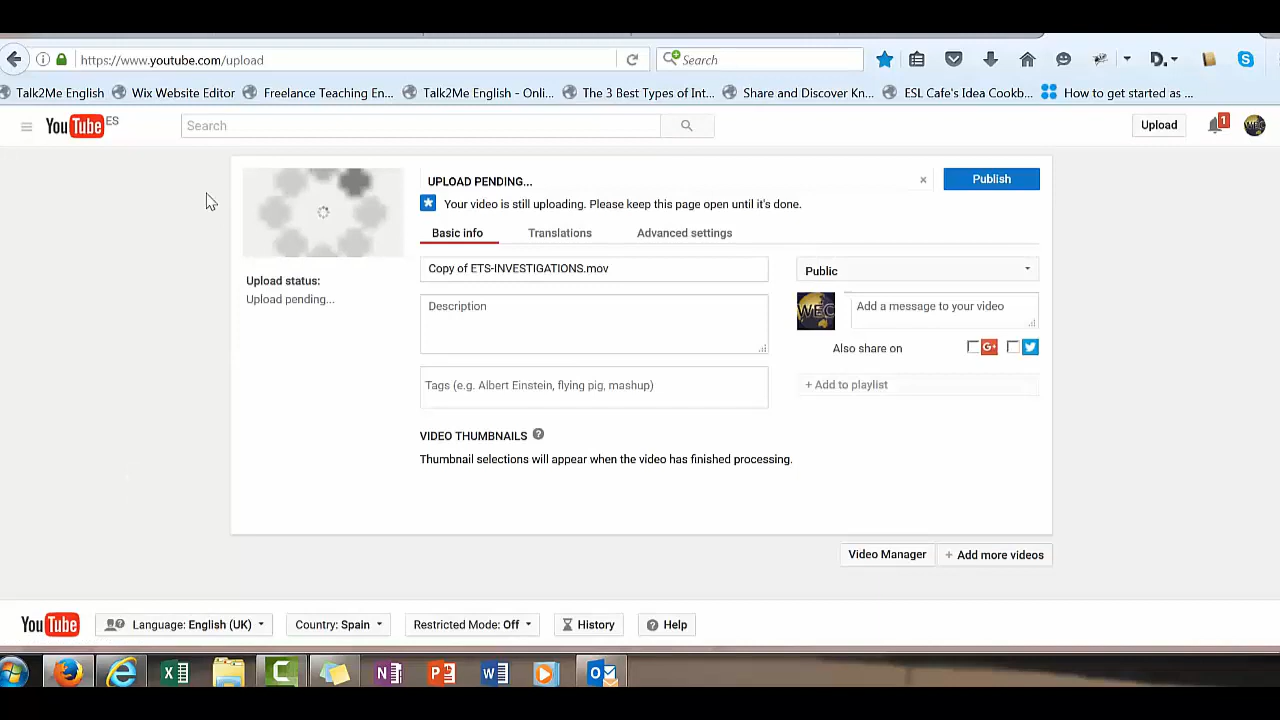 https://www.youtube.com/upload
Search
D.
S
Talk2Me English
Wix Website Editor
Freelance Teaching En...
Talk2Me English - Onli...
The 3 Best Types of Int...
Share and Discover Kn...
ESL Cafe's Idea Cookb...
How to get started as ...
YouTube ES
Search
Upload
1
WEC
UPLOAD PENDING... ×
Publish
Your video is still uploading. Please keep this page open until it's done.
Basic info
Translations
Advanced settings
Upload status:
Upload pending...
Copy of ETS-INVESTIGATIONS.mov
Description
Tags (e.g. Albert Einstein, flying pig, mashup)
VIDEO THUMBNAILS ?
Thumbnail selections will appear when the video has finished processing.
Public
WEC
Add a message to your video
Also share on
G+
+ Add to playlist
Video Manager
+ Add more videos
YouTube
Language: English (UK)
Country: Spain
Restricted Mode: Off
History
? Help